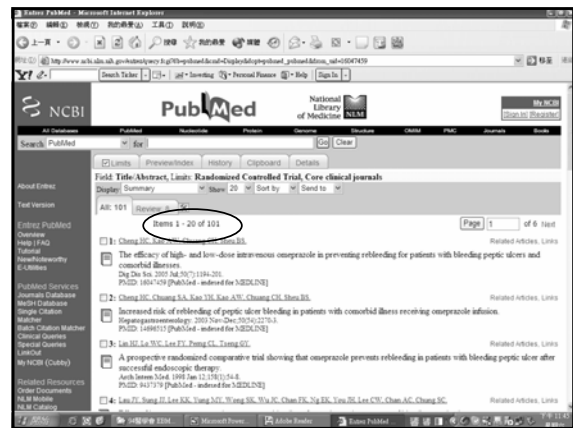 Entrez PubMed - Microsoft Internet Explorer
Search Ticker
Investing
Personal Finance
Help
Sign In
NCBI
PubMed
National
Library
of Medicine NLM
My NCBI
[Sign In] [Register]
All Databases PubMed Nucleotide Protein Genome Structure OMIM PMC Journals Books
Search PubMed for Go Clear
Limits Preview/Index History Clipboard Details
Field: Title/Abstract, Limits: Randomized Controlled Trial, Core clinical journals
Display Summary Show 20 Sort by Send to
All: 101 Review:
Items 1 - 20 of 101 Page 1 of 6 Next
About Entrez
Text Version
Entrez PubMed
Overview
Help | FAQ
Tutorial
New/Noteworthy
E-Utilities
PubMed Services
Journals Database
MeSH Database
Single Citation
Matcher
Batch Citation Matcher
Clinical Queries
Special Queries
LinkOut
My NCBI (Cubby)
Related Resources
Order Documents
NLM Mobile
NLM Catalog
1: Cheng HC, Kao AW, Chuang CH, Sheu BS. Related Articles, Links
The efficacy of high- and low-dose intravenous omeprazole in preventing rebleeding for patients with bleeding peptic ulcers and
comorbid illnesses.
Dig Dis Sci. 2005 Jul;50(7):1194-201.
PMID: 16047459 [PubMed - indexed for MEDLINE]
2: Cheng HC, Chuang SA, Kao YH, Kao AW, Chuang CH, Sheu BS. Related Articles, Links
Increased risk of rebleeding of peptic ulcer bleeding in patients with comorbid illness receiving omeprazole infusion.
Hepatogastroenterology. 2003 Nov-Dec;50(54):2270-3.
PMID: 14696515 [PubMed - indexed for MEDLINE]
3: Lin HJ, Lo WC, Lee FY, Perng CL, Tseng GY. Related Articles, Links
A prospective randomized comparative trial showing that omeprazole prevents rebleeding in patients with bleeding peptic ulcer after
successful endoscopic therapy.
Arch Intern Med. 1998 Jan 12;158(1):54-8.
PMID: 9437379 [PubMed - indexed for MEDLINE]
4: Lau JY, Sung JJ, Lee KK, Yung MY, Wong SK, Wu JC, Chan FK, Ng EK, You JH, Lee CW, Chan AC, Chung SC. Related Articles, Links
Adobe Reader
Entrez PubMed